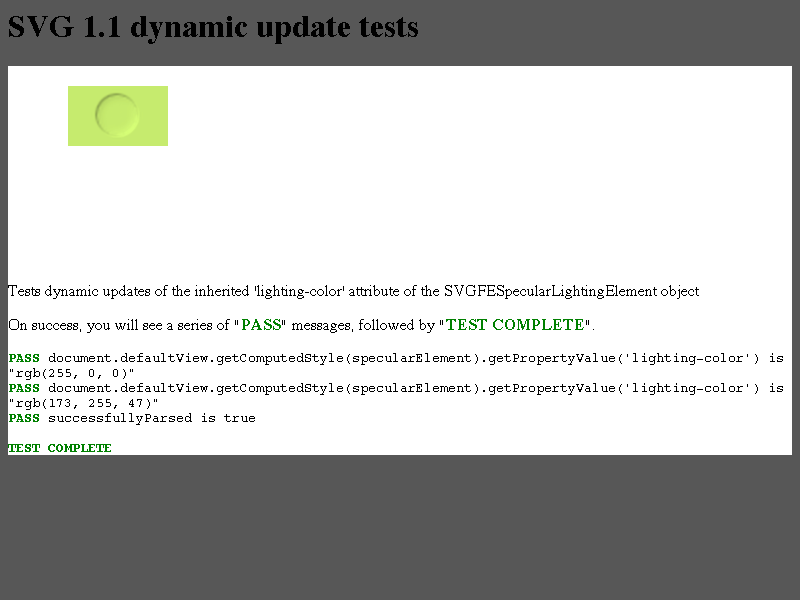 SVG 1.1 dynamic update tests
Tests dynamic updates of the inherited 'lighting-color' attribute of the SVGFESpecularLightingElement object
On success, you will see a series of "PASS" messages, followed by "TEST COMPLETE".
PASS document.defaultView.getComputedStyle(specularElement).getPropertyValue('lighting-color') is
"rgb(255, 0, 0)"
PASS document.defaultView.getComputedStyle(specularElement).getPropertyValue('lighting-color') is
"rgb(173, 255, 47)"
PASS successfullyParsed is true
TEST COMPLETE